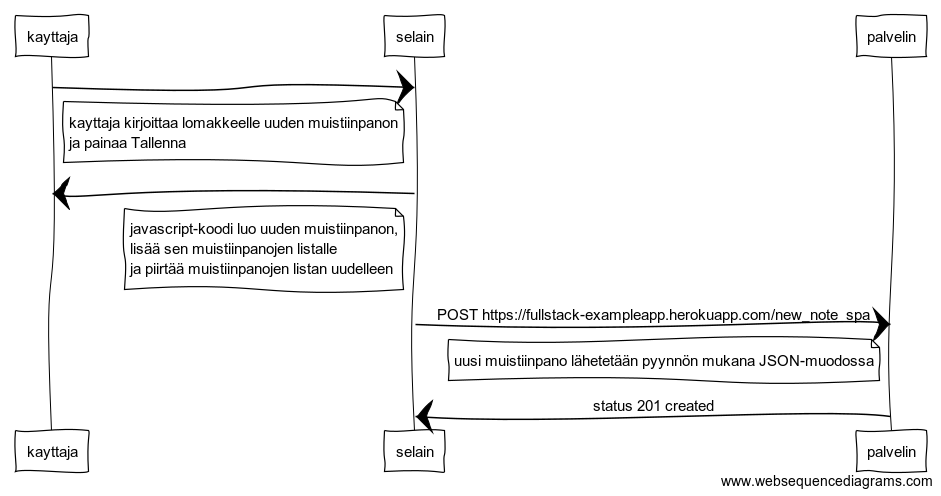 kayttaja
selain
palvelin
kayttaja kirjoittaa lomakkeelle uuden muistiinpanon
ja painaa Tallenna
javascript-koodi luo uuden muistiinpanon,
lisää sen muistiinpanojen listalle
ja piirtää muistiinpanojen listan uudelleen
POST https://fullstack-exampleapp.herokuapp.com/new_note_spa
uusi muistiinpano lähetetään pyynnön mukana JSON-muodossa
status 201 created
kayttaja
selain
palvelin
www.websequencediagrams.com